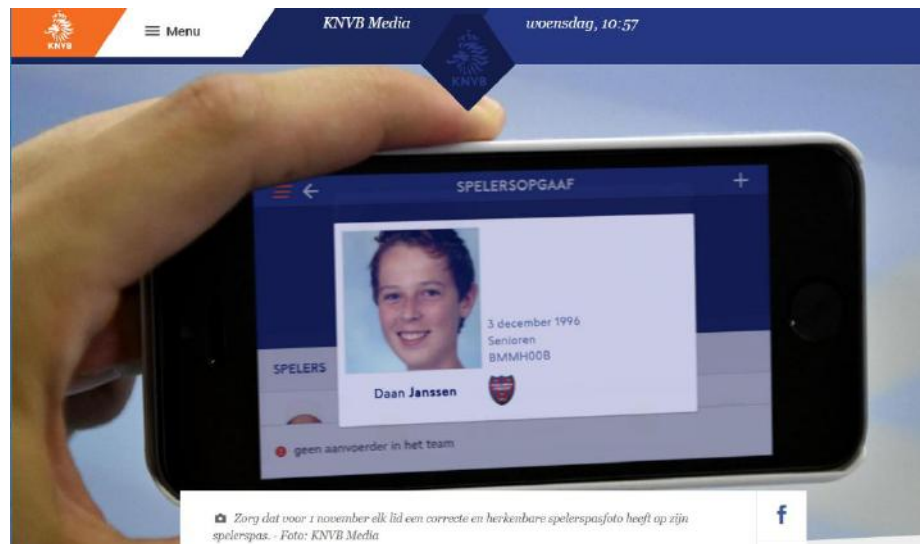 KNVB
Menu
KNVB Media
woensdag, 10:57
KNVB
SPELERSOPGAAF
3 december 1996
Senioren
BMMH00B
SPELERS
Daan Janssen
geen aanvoerder in het team
Zorg dat voor 1 november elk lid een correcte en herkenbare spelerspasfoto heeft op zijn
spelerspas. - Foto: KNVB Media
f